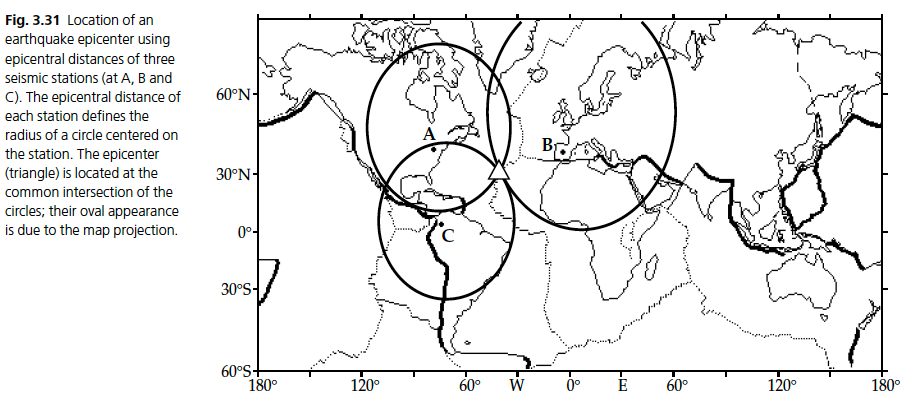 Fig. 3.31 Location of an
earthquake epicenter using
epicentral distances of three
seismic stations (at A, B and
C). The epicentral distance of
each station defines the
radius of a circle centered on
the station. The epicenter
(triangle) is located at the
common intersection of the
circles; their oval appearance
is due to the map projection.
60°N
A
B
30°N
0°
C
30°S
60°S
180° 120° 60° W 0° E 60° 120° 180°